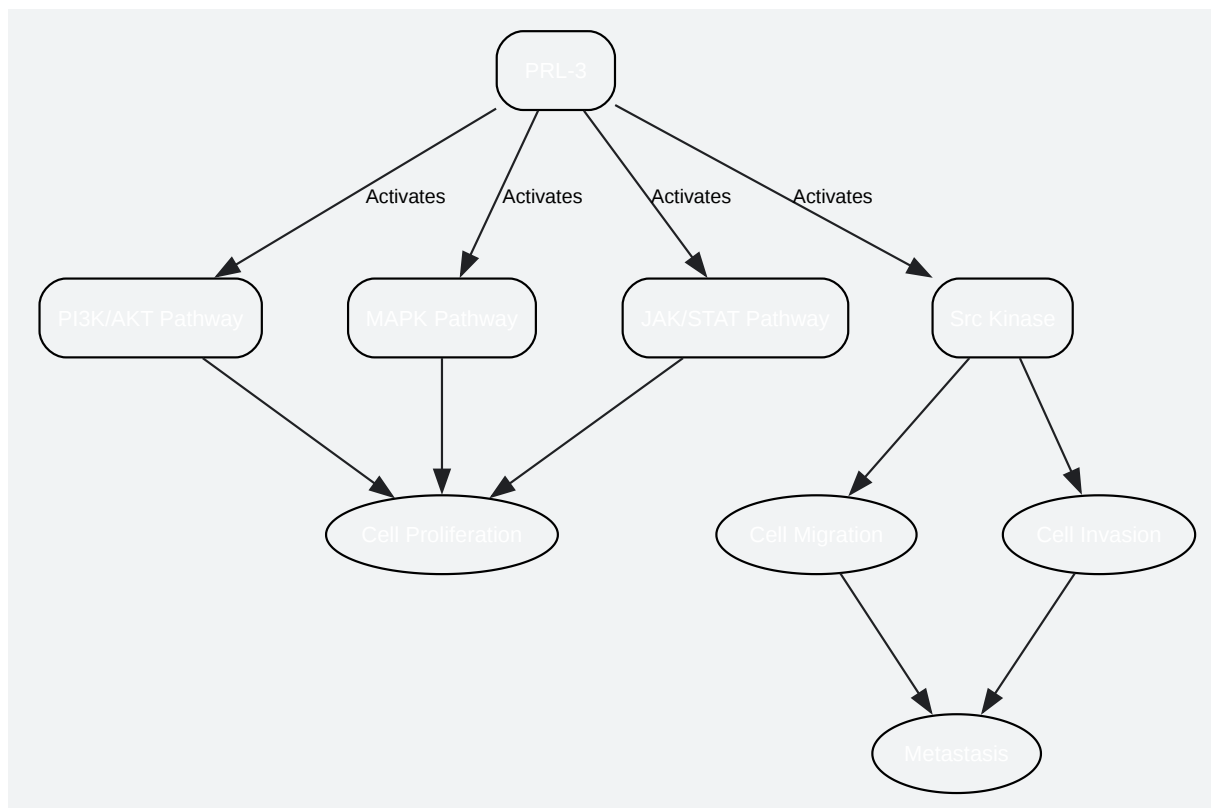 PRL-3
Activates
Activates
Activates
Activates
PI3K/AKT Pathway
MAPK Pathway
JAK/STAT Pathway
Src Kinase
Cell Proliferation
Cell Migration
Cell Invasion
Metastasis